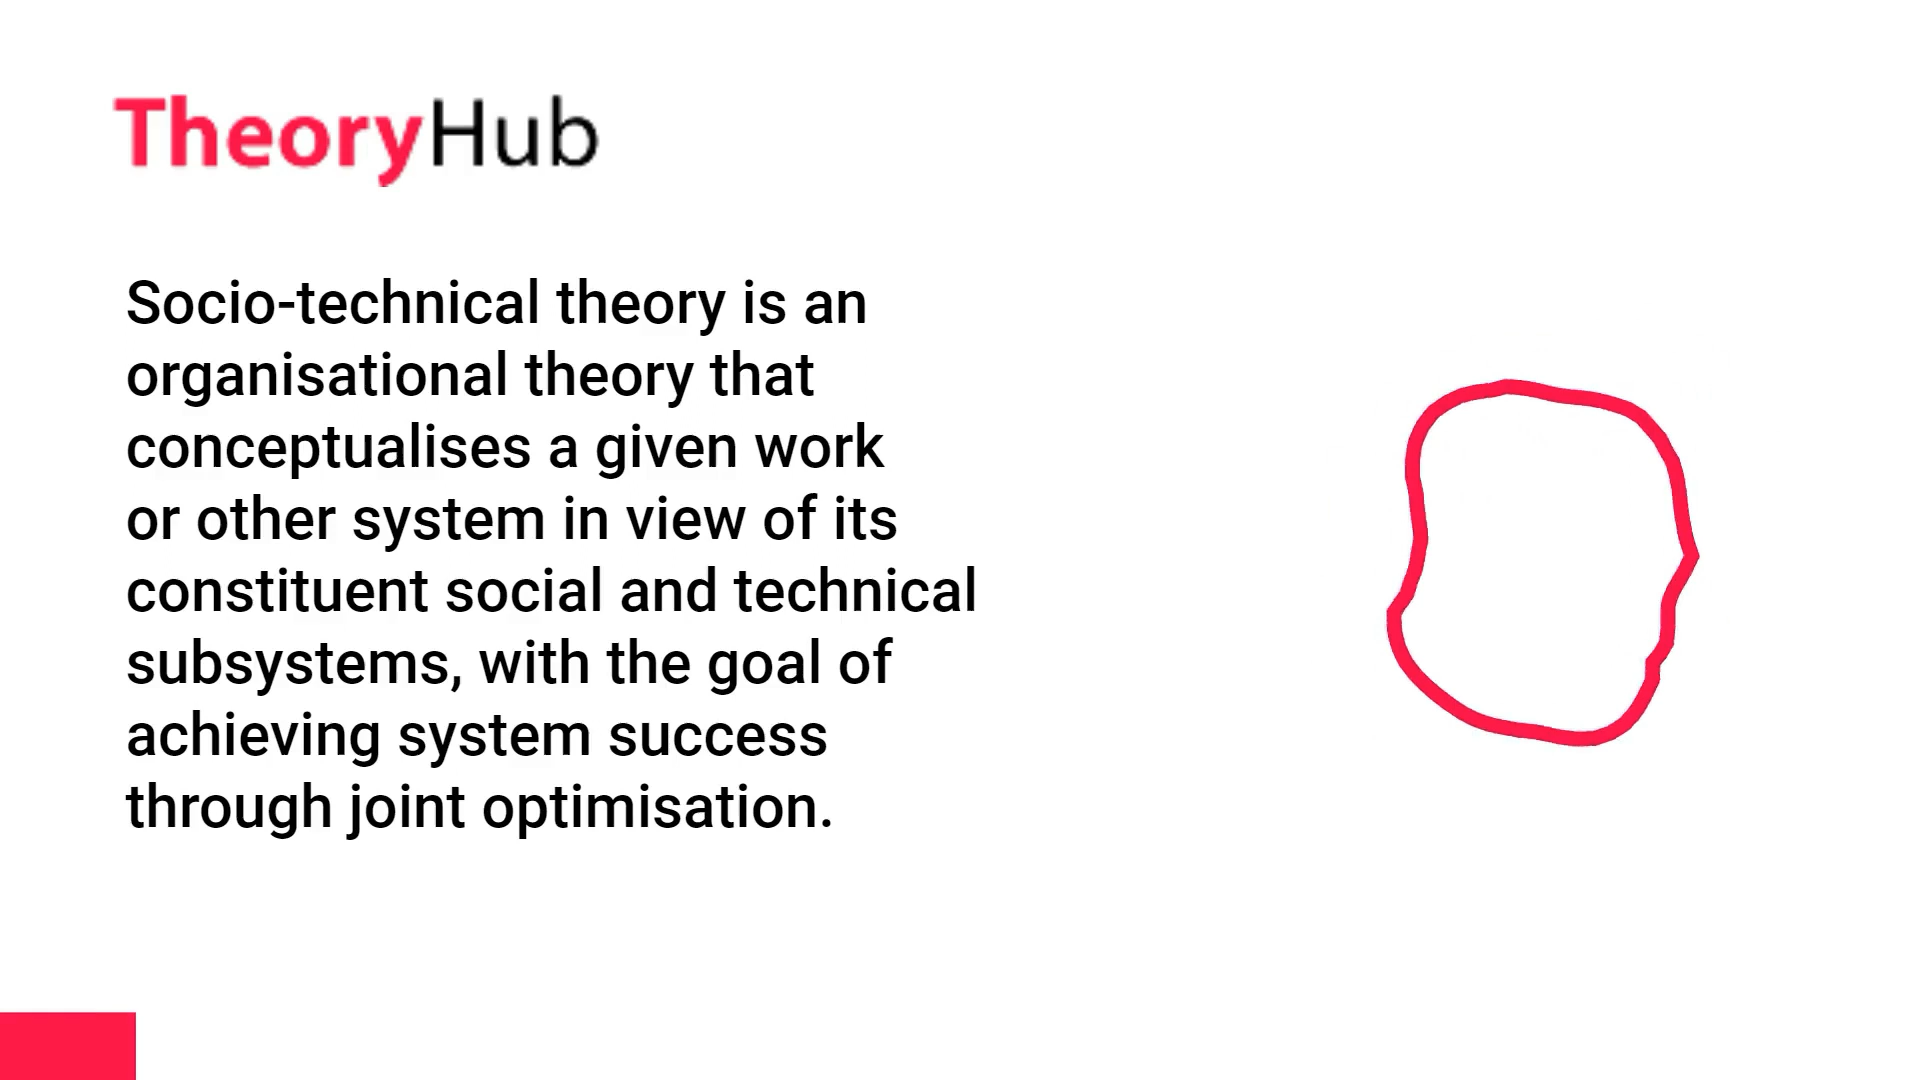 TheoryHub
Socio-technical theory is an
organisational theory that
conceptualises a given work
or other system in view of its
constituent social and technical
subsystems, with the goal of
achieving system success
through joint optimisation.